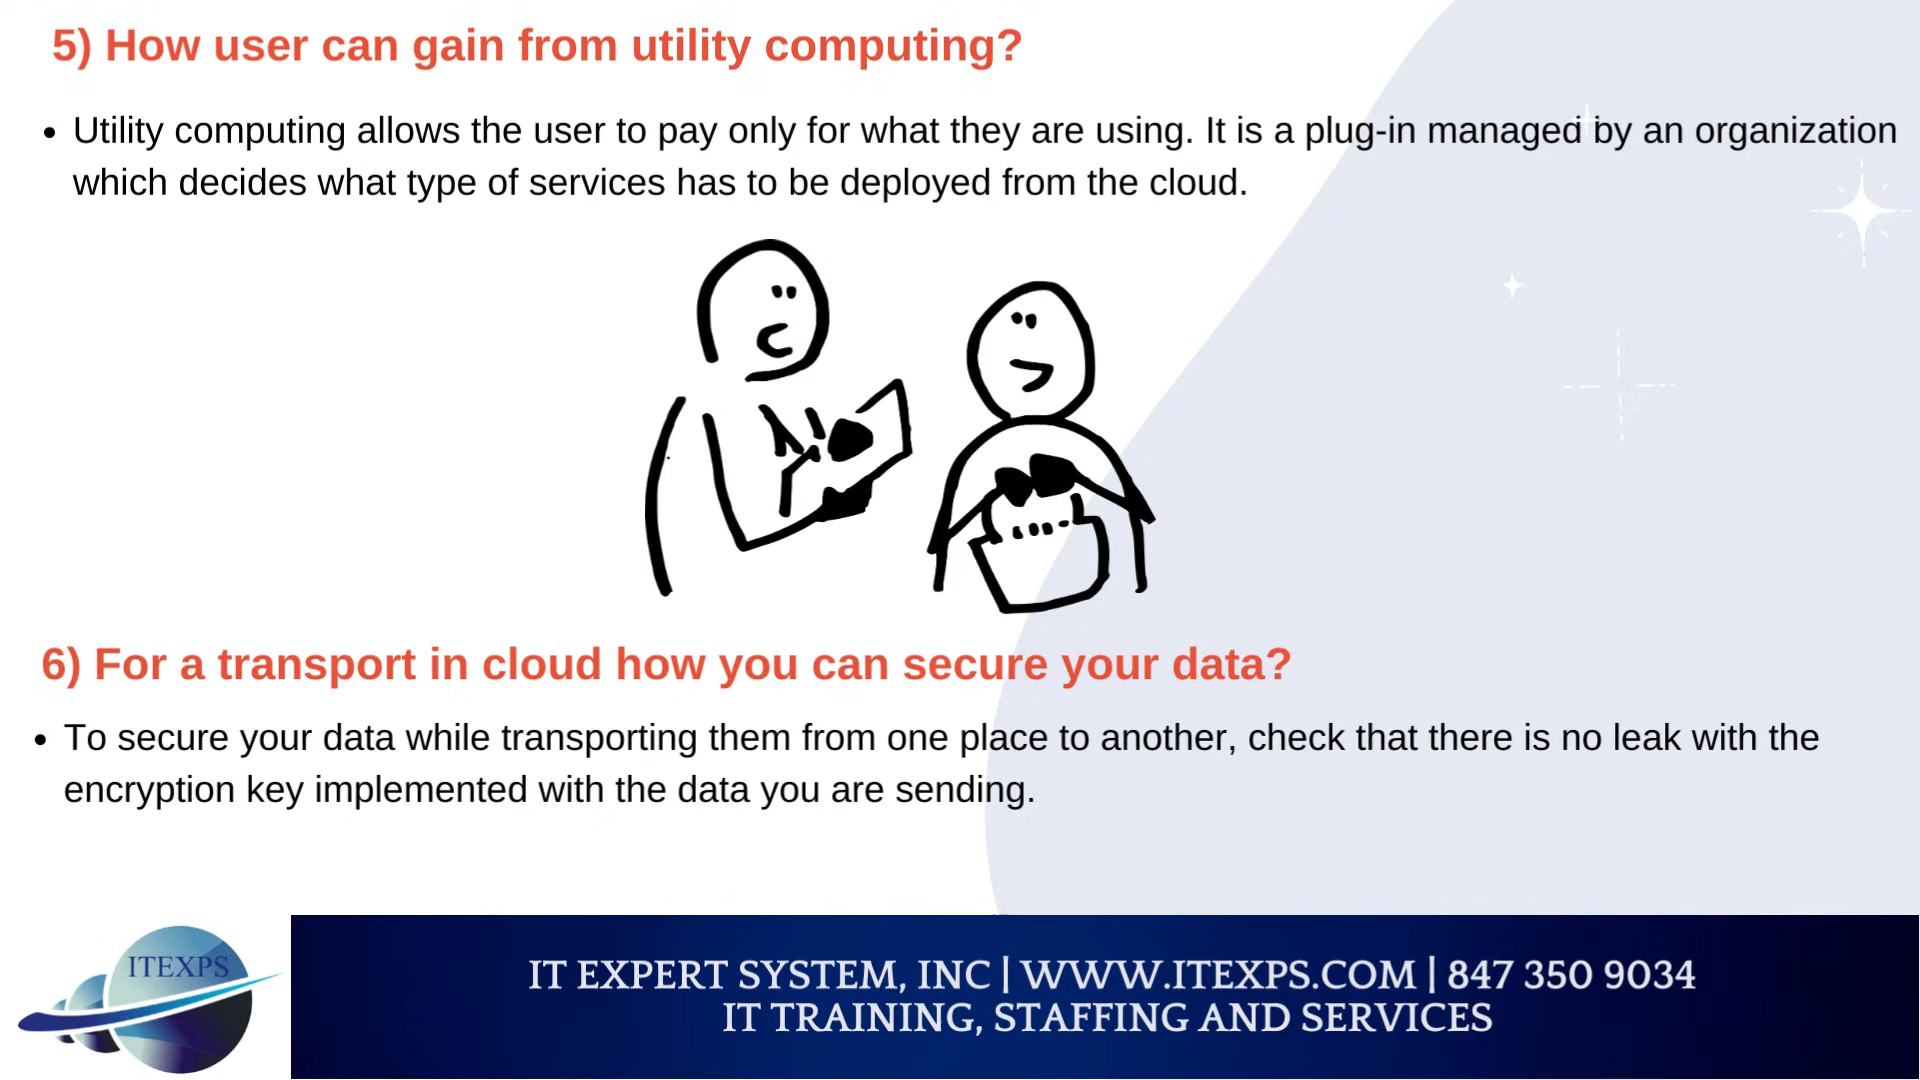 5) How user can gain from utility computing?
• Utility computing allows the user to pay only for what they are using. It is a plug-in managed by an organization
which decides what type of services has to be deployed from the cloud.
6) For a transport in cloud how you can secure your data?
• To secure your data while transporting them from one place to another, check that there is no leak with the
encryption key implemented with the data you are sending.
ITEXPS
IT EXPERT SYSTEM, INC | WWW.ITEXPS.COM | 847 350 9034
IT TRAINING, STAFFING AND SERVICES